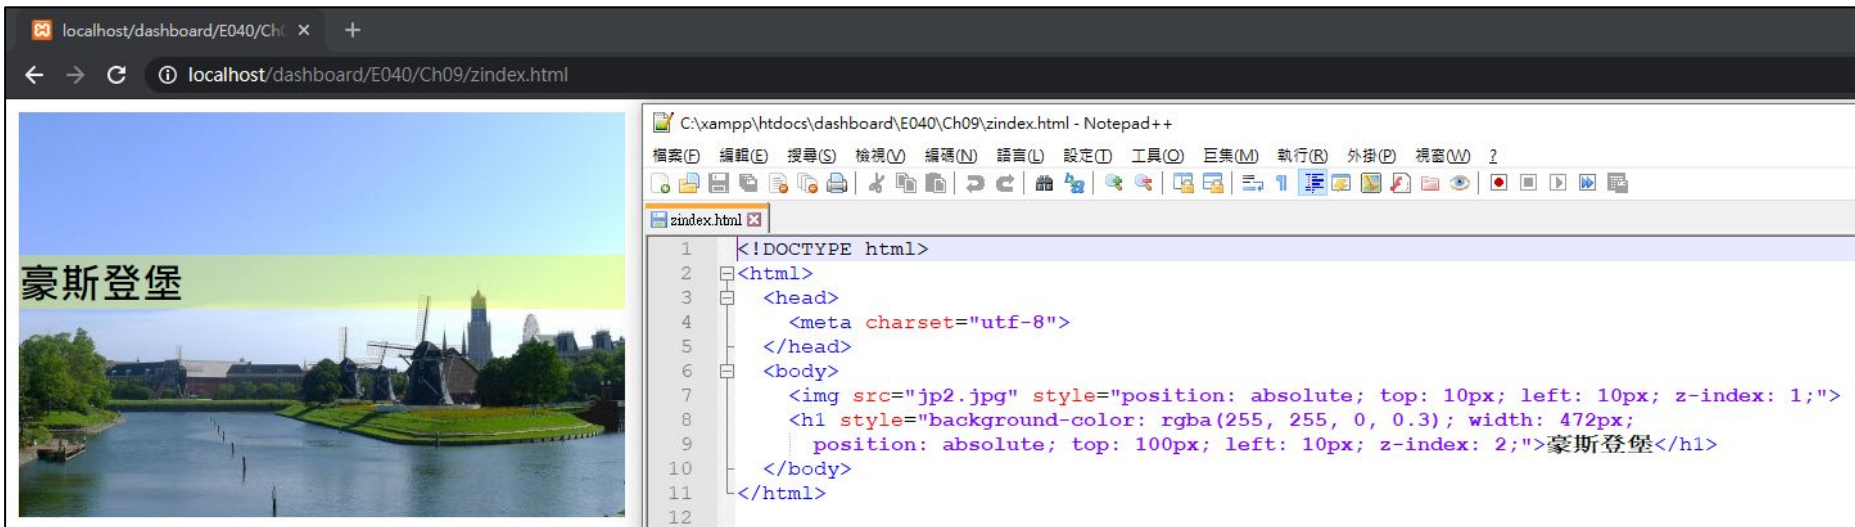 localhost/dashboard/E040/Ch
localhost/dashboard/E040/Ch09/zindex.html
豪斯登堡
C:\xampp\htdocs\dashboard\E040\Ch09\zindex.html - Notepad++
檔案(F) 編輯(E) 搜尋(S) 檢視(V) 編碼(N) 語言(L) 設定(T) 工具(O) 巨集(M) 執行(R) 外掛(P) 視窗(W) ?
zindex.html
1 <!DOCTYPE html>
2 <html>
3 <head>
4 <meta charset="utf-8">
5 </head>
6 <body>
7 <img src="jp2.jpg" style="position: absolute; top: 10px; left: 10px; z-index: 1;">
8 <h1 style="background-color: rgba(255, 255, 0, 0.3); width: 472px;
9 position: absolute; top: 100px; left: 10px; z-index: 2;">豪斯登堡</h1>
10 </body>
11 </html>
12